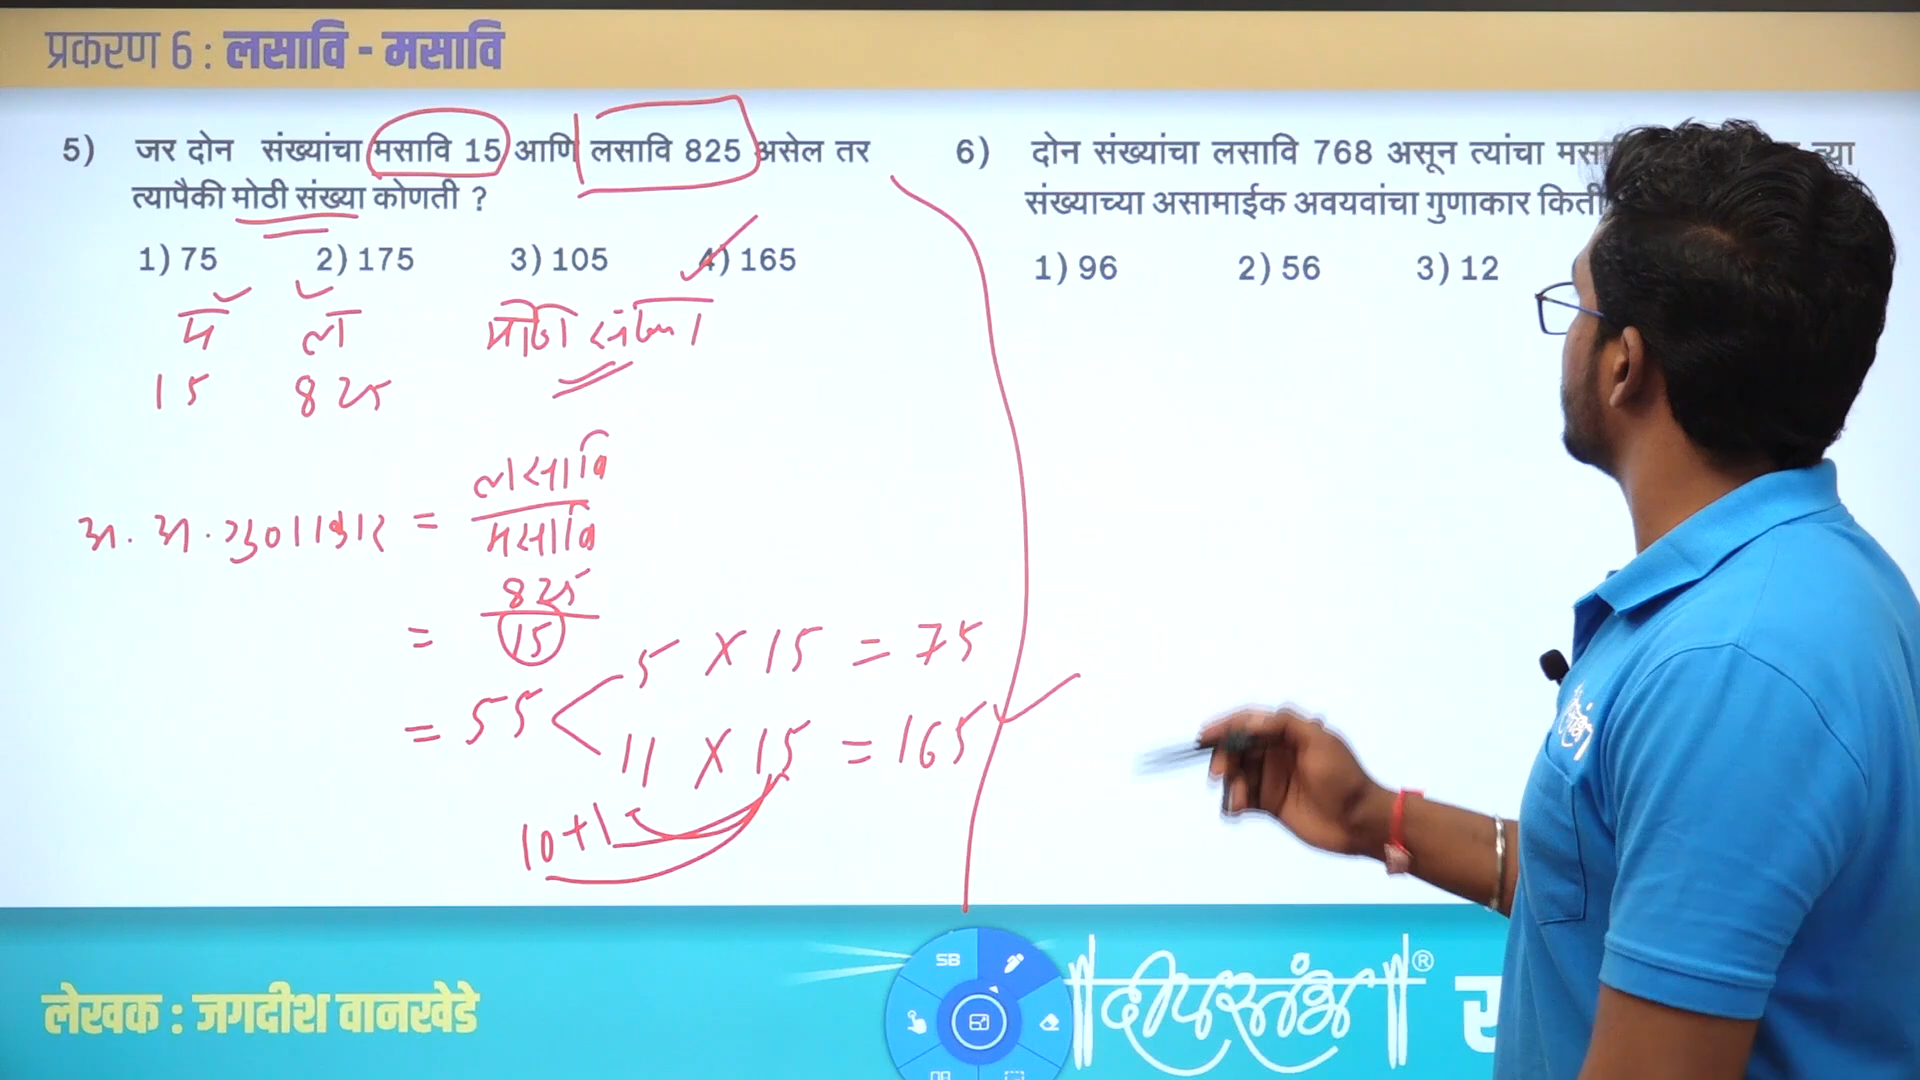 प्रकरण 6 : लसावि - मसावि
5) जर दोन संख्यांचा मसावि 15 आणि लसावि 825 असेल तर
त्यापैकी मोठी संख्या कोणती ?
1) 75 2) 175 3) 105 4) 165
म ल मोठी संख्या
15 825
अ. अ. गुणाकार = लसावि
मसावि
= 825
15
= 55
5 X 15 = 75
11 X 15 = 165
10+1
6) दोन संख्यांचा लसावि 768 असून त्यांचा
संख्याच्या असामाईक अवयवांचा गुणाकार किती
1) 96 2) 56 3) 12
SB
लेखक : जगदीश वानखेडे
दीपस्तंभ ®